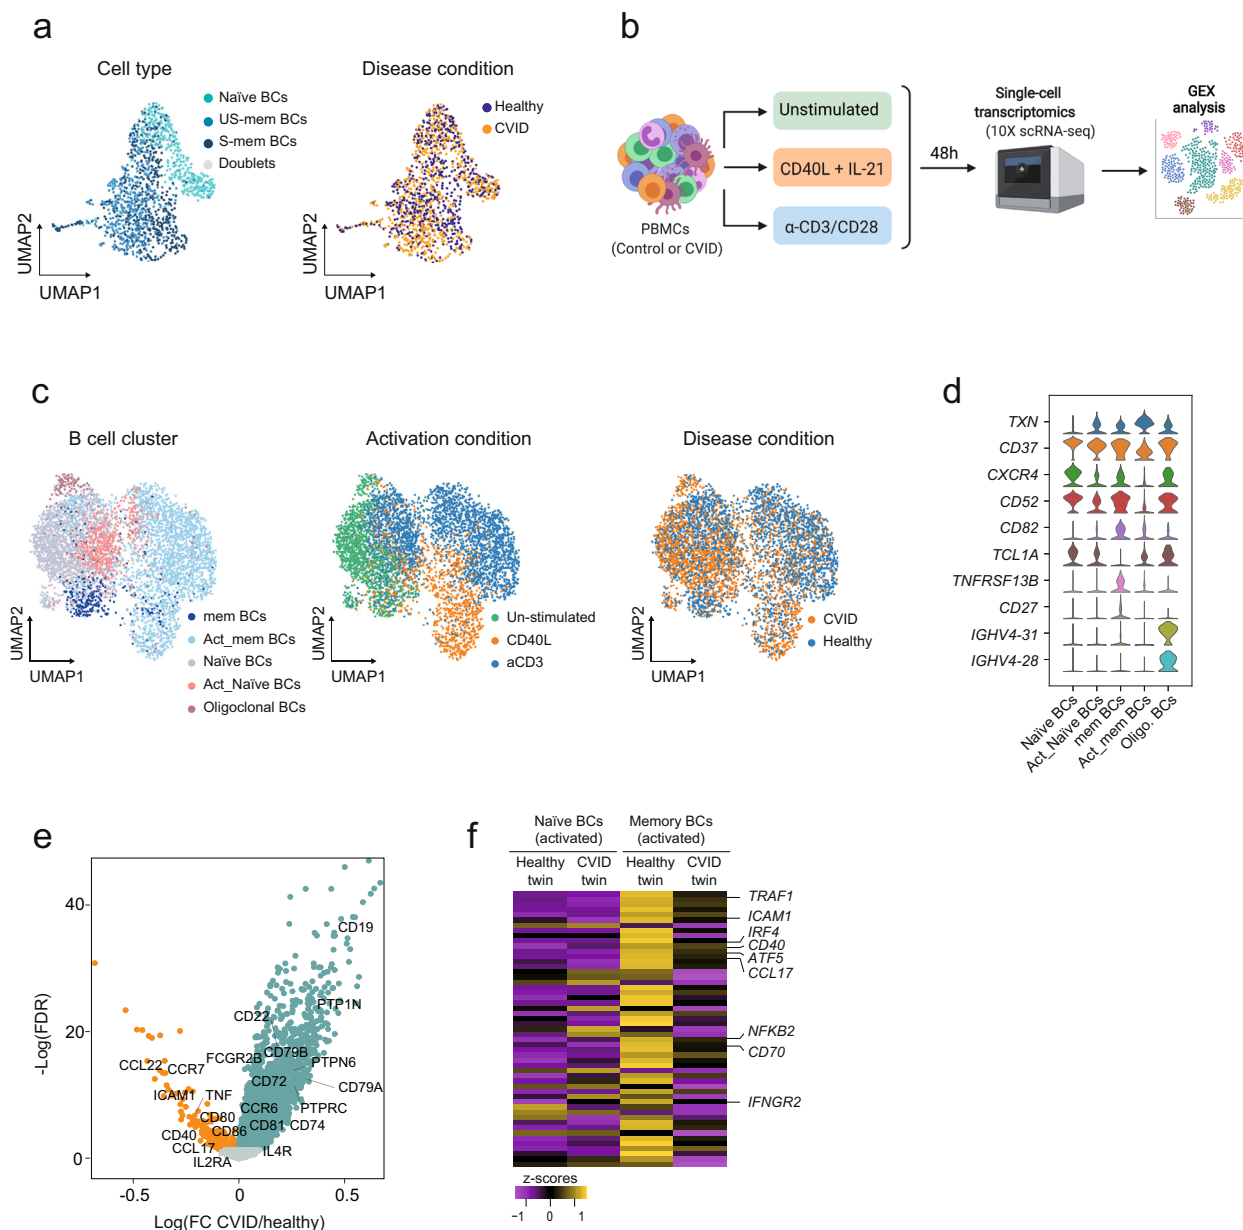 a
Cell type
Naïve BCs
US-mem BCs
S-mem BCs
Doublets
UMAP2
UMAP1
Disease condition
Healthy
CVID
UMAP2
UMAP1
b
PBMCs
(Control or CVID)
Unstimulated
CD40L + IL-21
α-CD3/CD28
48h
Single-cell
transcriptomics
(10X scRNA-seq)
GEX
analysis
c
B cell cluster
mem BCs
Act_mem BCs
Naïve BCs
Act_Naïve BCs
Oligoclonal BCs
UMAP2
UMAP1
Activation condition
Un-stimulated
CD40L
aCD3
UMAP2
UMAP1
Disease condition
CVID
Healthy
UMAP2
UMAP1
d
TXN
CD37
CXCR4
CD52
CD82
TCL1A
TNFRSF13B
CD27
IGHV4-31
IGHV4-28
Naïve BCs
Act_Naïve BCs
mem BCs
Act_mem BCs
Oligo. BCs
e
-Log(FDR)
40
20
0
CD19
PTP1N
CD22
FCGR2B
CD79B
PTPN6
CCL22
CCR7
CD72
CD79A
ICAM1
TNF
CCR6
PTPRC
CD80
CD86
CD81
CD74
CD40
CCL17
IL4R
IL2RA
-0.5
0
0.5
Log(FC CVID/healthy)
f
Naïve BCs
(activated)
Memory BCs
(activated)
Healthy
twin
CVID
twin
Healthy
twin
CVID
twin
TRAF1
ICAM1
IRF4
CD40
ATF5
CCL17
NFKB2
CD70
IFNGR2
z-scores
−1
0
1